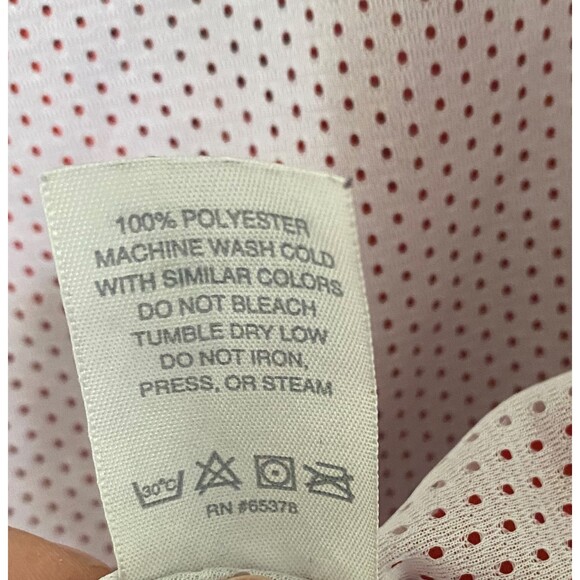 100% POLYESTER
MACHINE WASH COLD
WITH SIMILAR COLORS
DO NOT BLEACH
TUMBLE DRY LOW
DO NOT IRON,
PRESS, OR STEAM
30°C
RN #65378